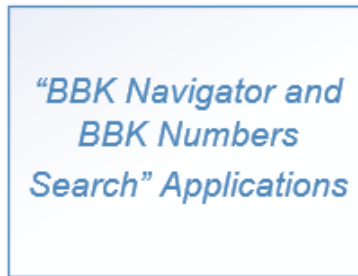 “BBK Navigator and
BBK Numbers
Search” Applications